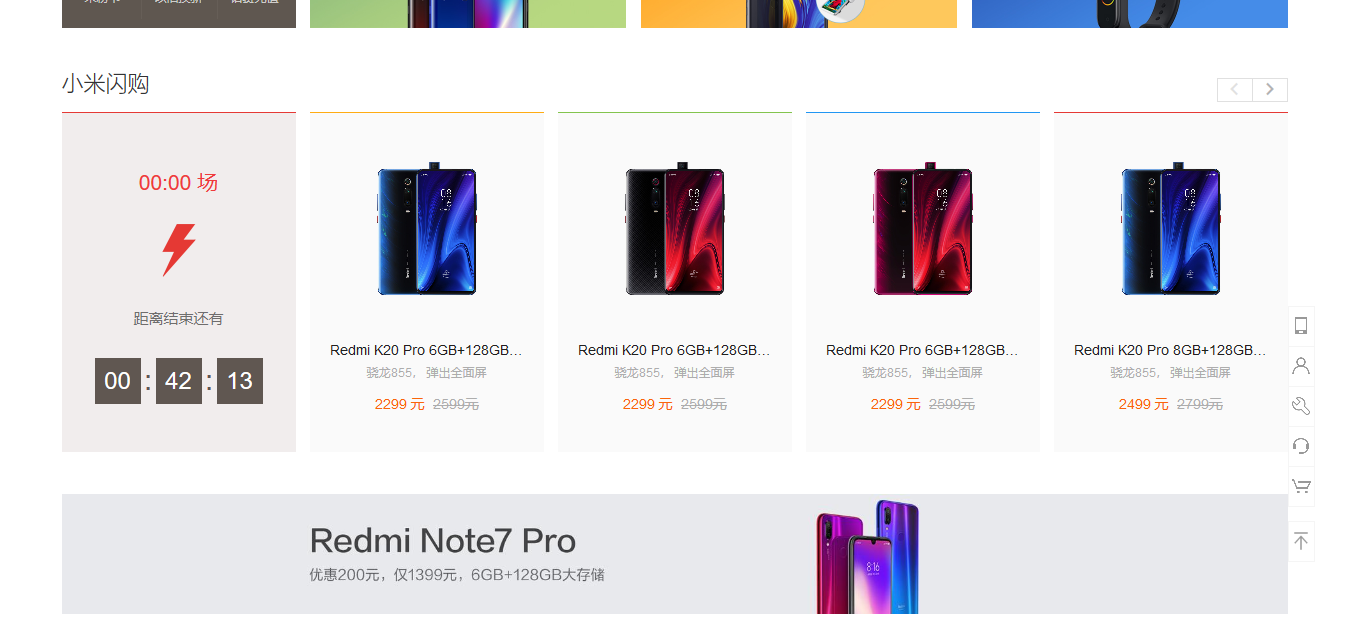 小米闪购
00:00 场
距离结束还有
00 : 42 : 13
Redmi K20 Pro 6GB+128GB...
骁龙855， 弹出全面屏
2299 元 2599元
Redmi K20 Pro 6GB+128GB...
骁龙855， 弹出全面屏
2299 元 2599元
Redmi K20 Pro 6GB+128GB...
骁龙855， 弹出全面屏
2299 元 2599元
Redmi K20 Pro 8GB+128GB...
骁龙855， 弹出全面屏
2499 元 2799元
Redmi Note7 Pro
优惠200元，仅1399元，6GB+128GB大存储
8:16